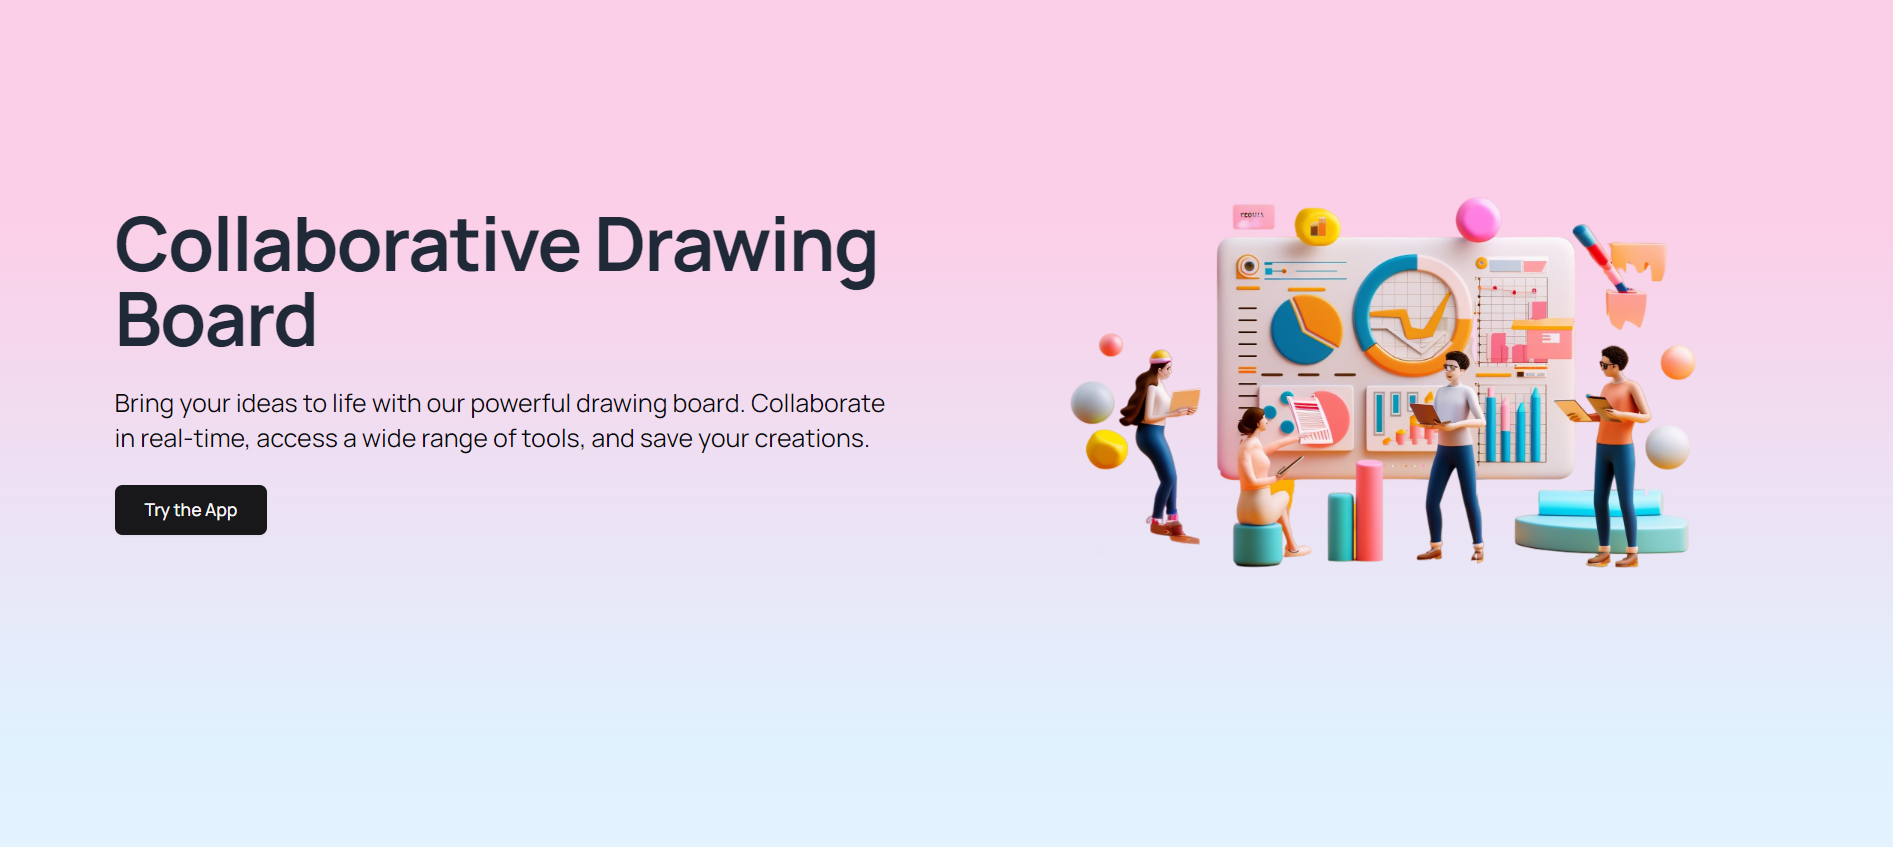 Collaborative Drawing
Board
Bring your ideas to life with our powerful drawing board. Collaborate
in real-time, access a wide range of tools, and save your creations.
Try the App